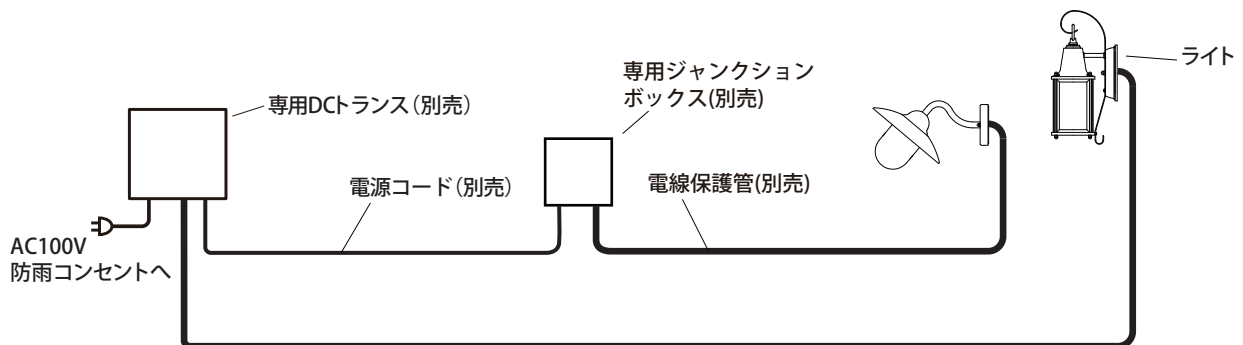 ライト
専用ジャンクション
ボックス(別売)
専用DCトランス（別売）
電源コード（別売）
電線保護管(別売)
AC100V
防雨コンセントへ